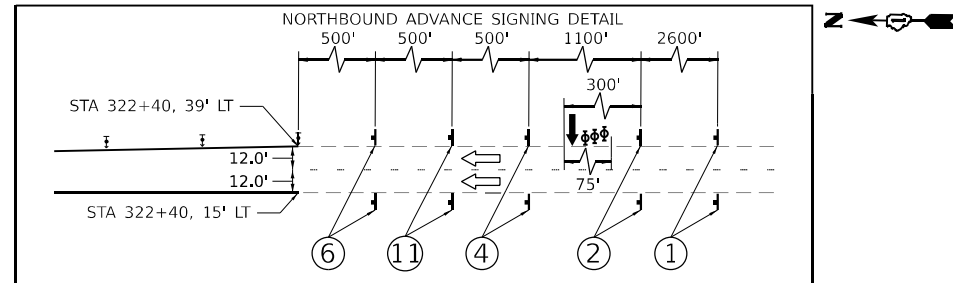 NORTHBOUND ADVANCE SIGNING DETAIL
500' 500' 500' 1100' 2600'
N
300'
STA 322+40, 39' LT
12.0'
12.0'
75'
STA 322+40, 15' LT
6 11 4 2 1